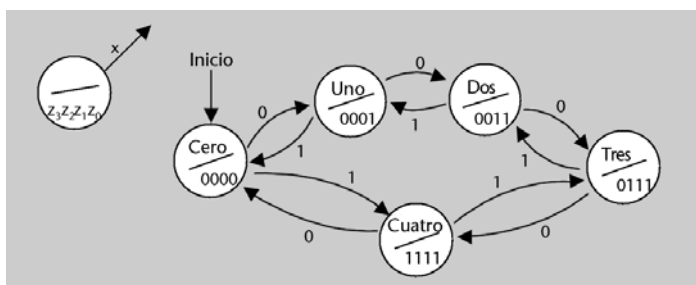 x
Z3Z2Z1Z0
Inicio
Cero
0000
0
1
Uno
0001
0
1
Dos
0011
0
1
Tres
0111
1
0
Cuatro
1111
1
0